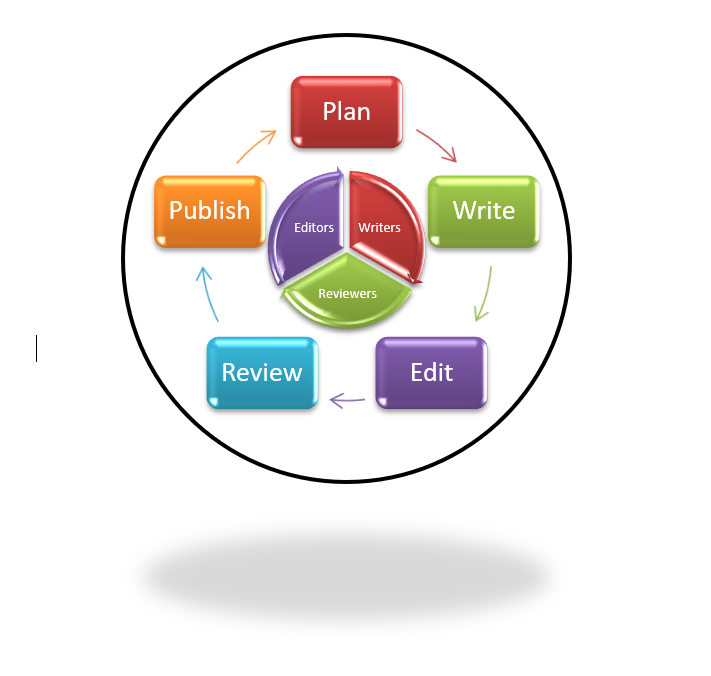 Plan
Publish
Write
Editors
Writers
Reviewers
Review
Edit